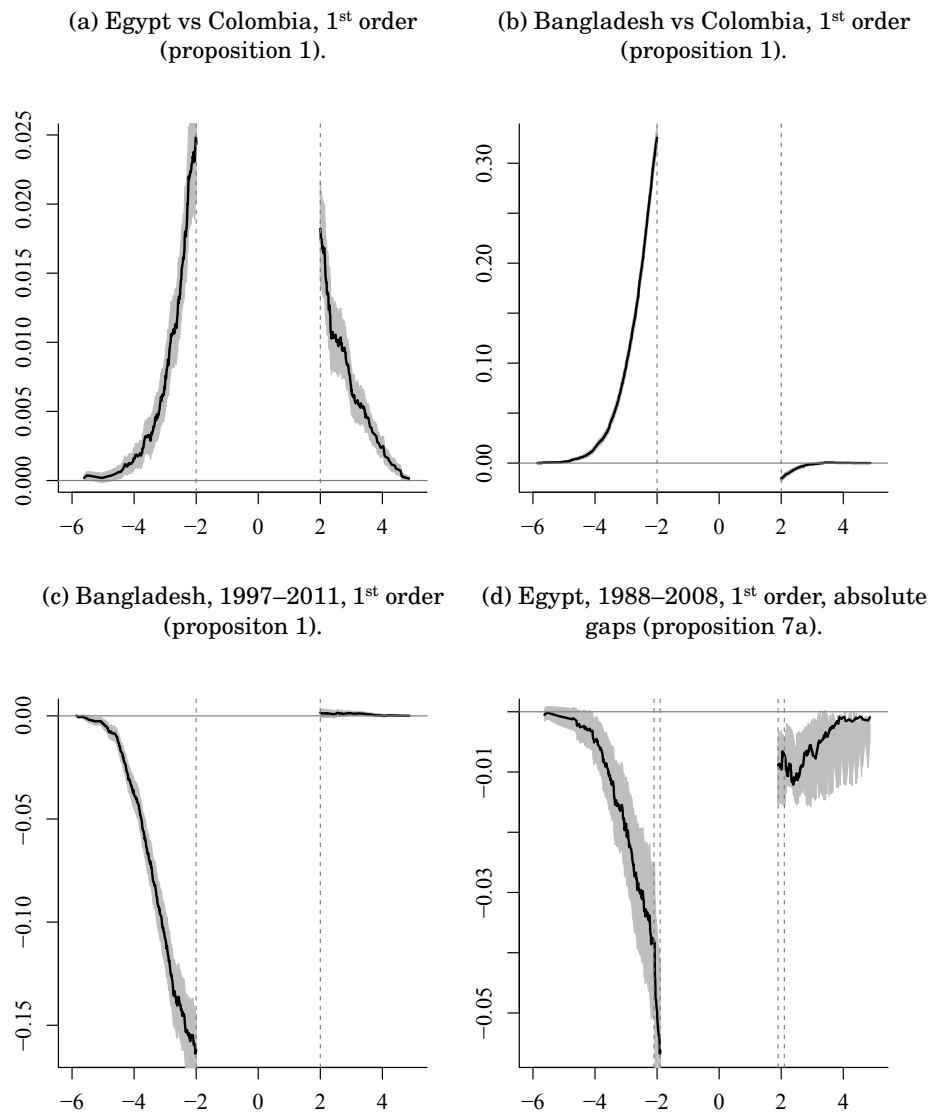 (a) Egypt vs Colombia, 1st order
(proposition 1).
0.000 0.005 0.010 0.015 0.020 0.025
−6 −4 −2 0 2 4
(b) Bangladesh vs Colombia, 1st order
(proposition 1).
0.00 0.10 0.20 0.30
−6 −4 −2 0 2 4
(c) Bangladesh, 1997–2011, 1st order
(propositon 1).
−0.15 −0.10 −0.05 0.00
−6 −4 −2 0 2 4
(d) Egypt, 1988–2008, 1st order, absolute
gaps (proposition 7a).
−0.05 −0.03 −0.01
−6 −4 −2 0 2 4